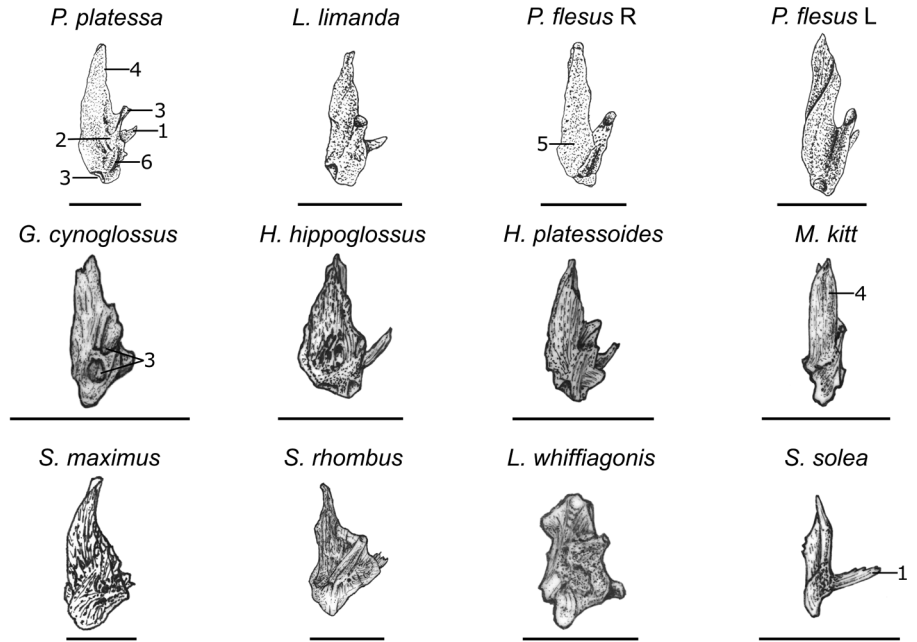 P. platessa
L. limanda
P. flesus R
P. flesus L
4
3
2
1
6
3
5
G. cynoglossus
H. hippoglossus
H. platessoides
M. kitt
3
4
S. maximus
S. rhombus
L. whiffiagonis
S. solea
1